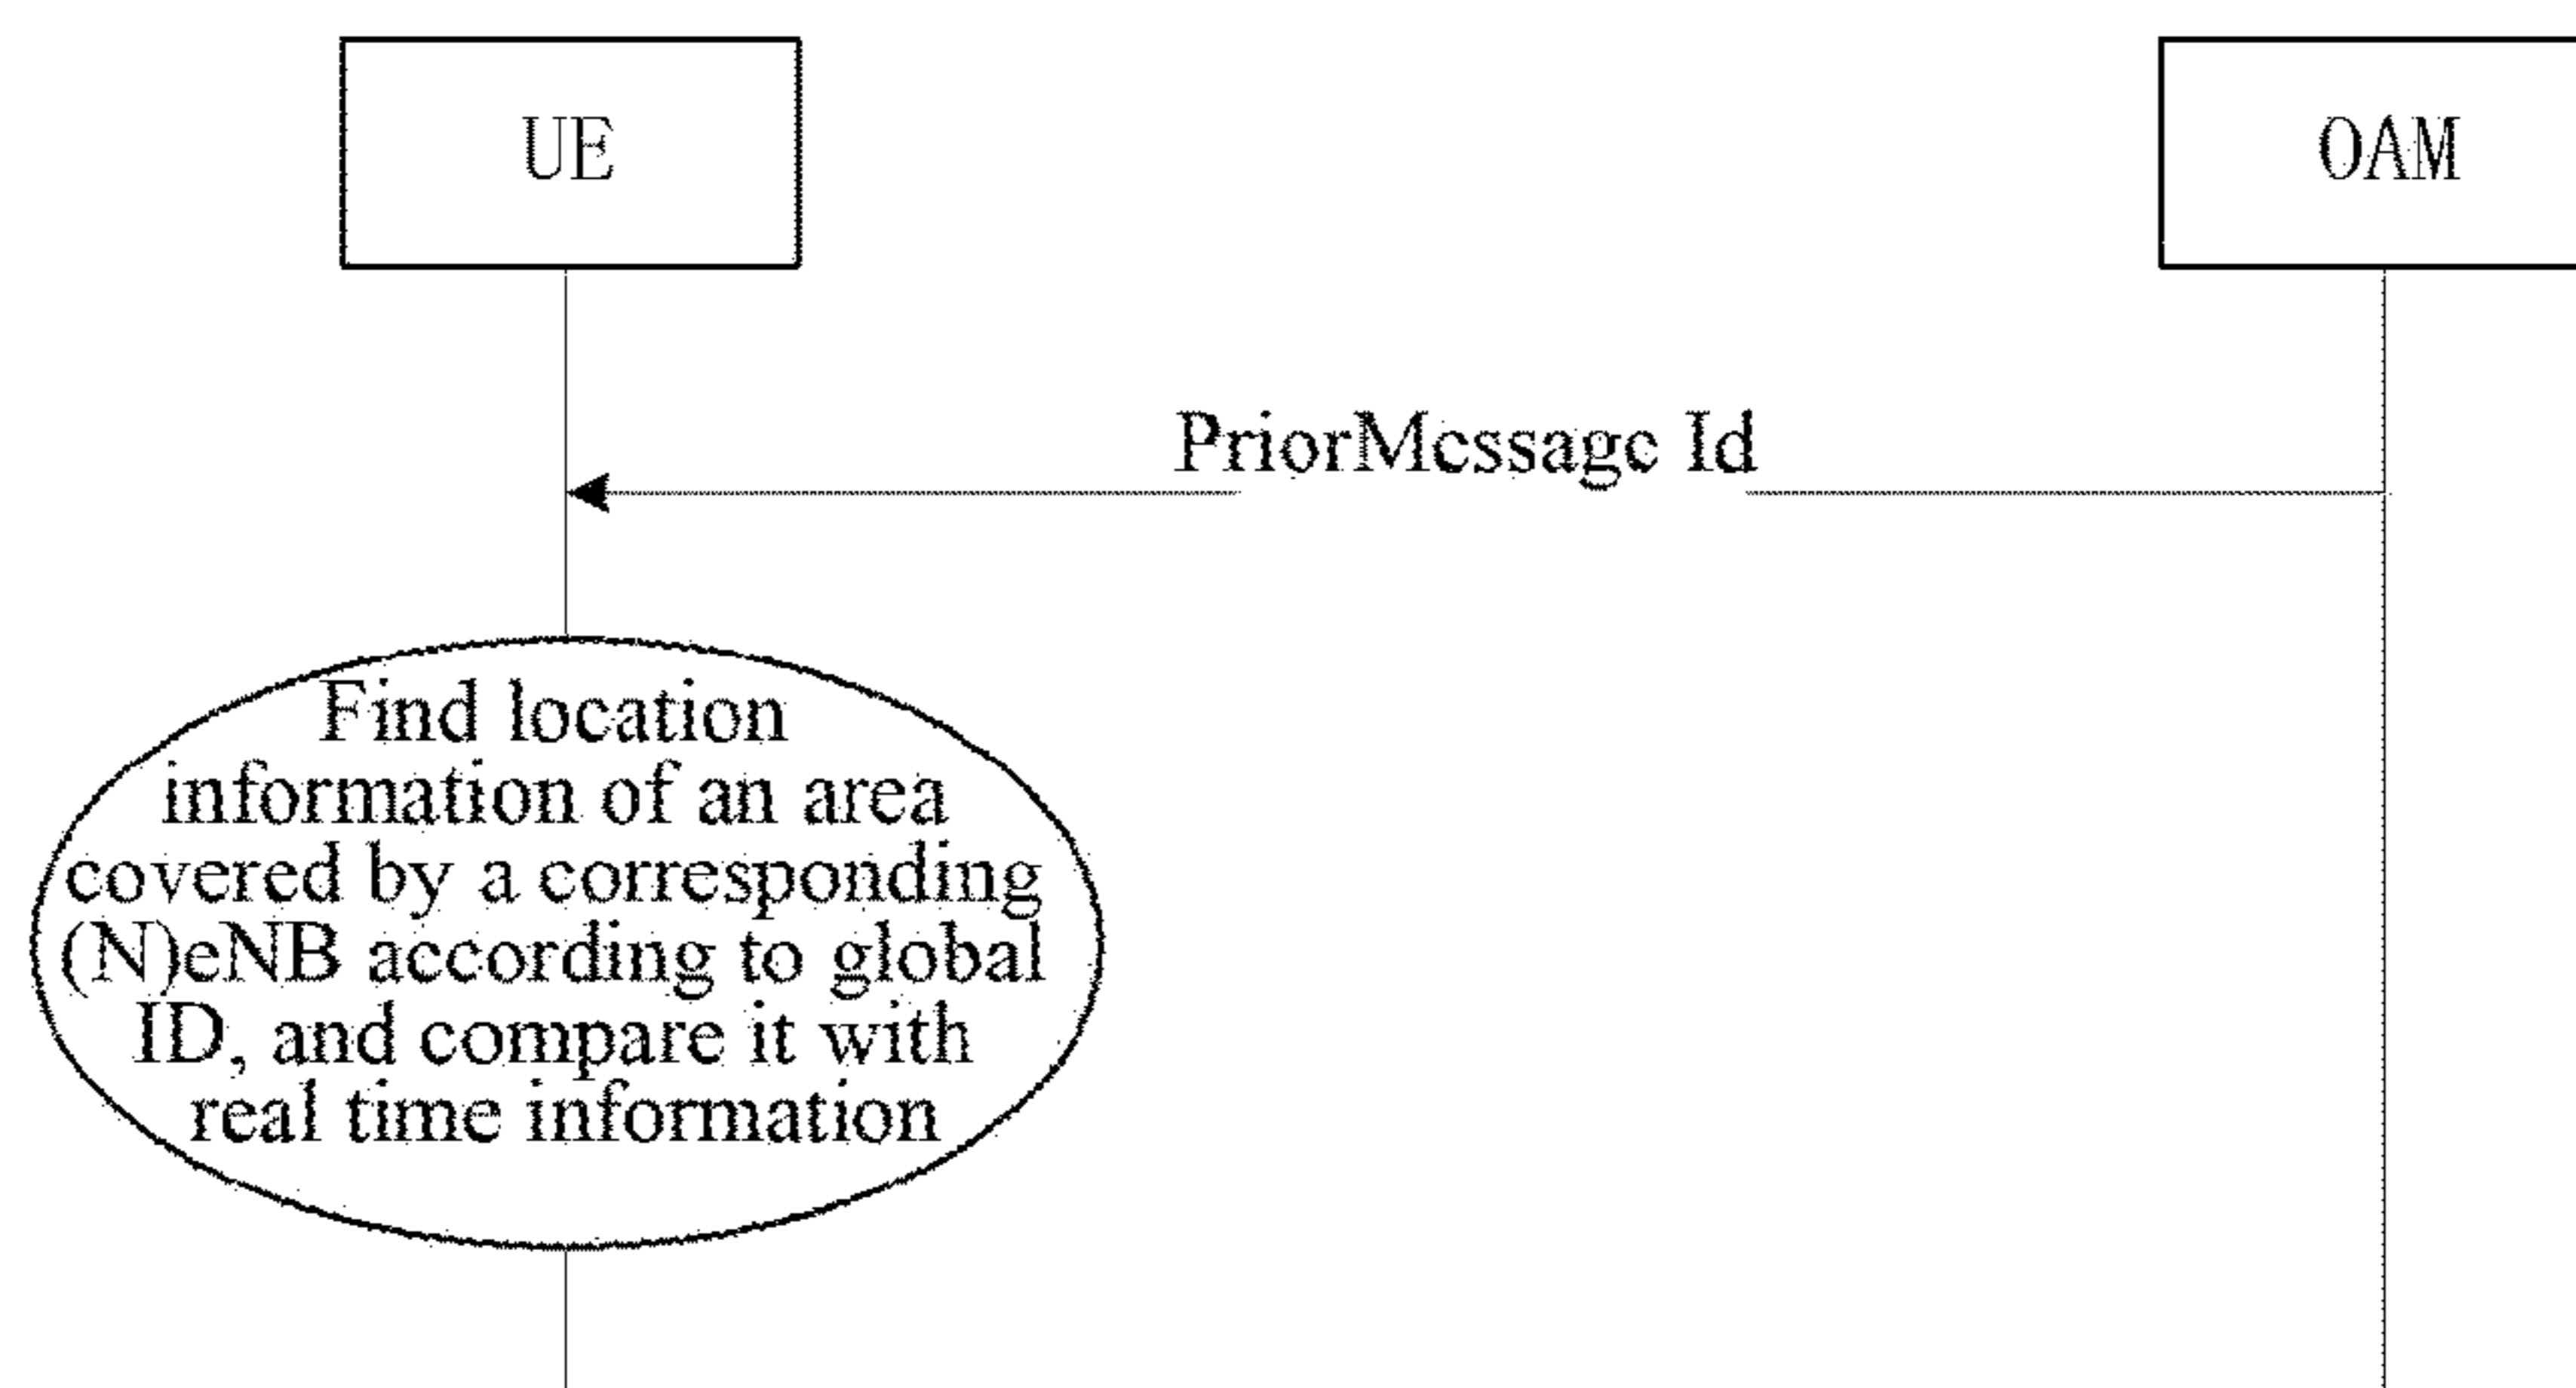 UE
OAM
PriorMessage Id
Find location
information of an area
covered by a corresponding
(N)eNB according to global
ID, and compare it with
real time information